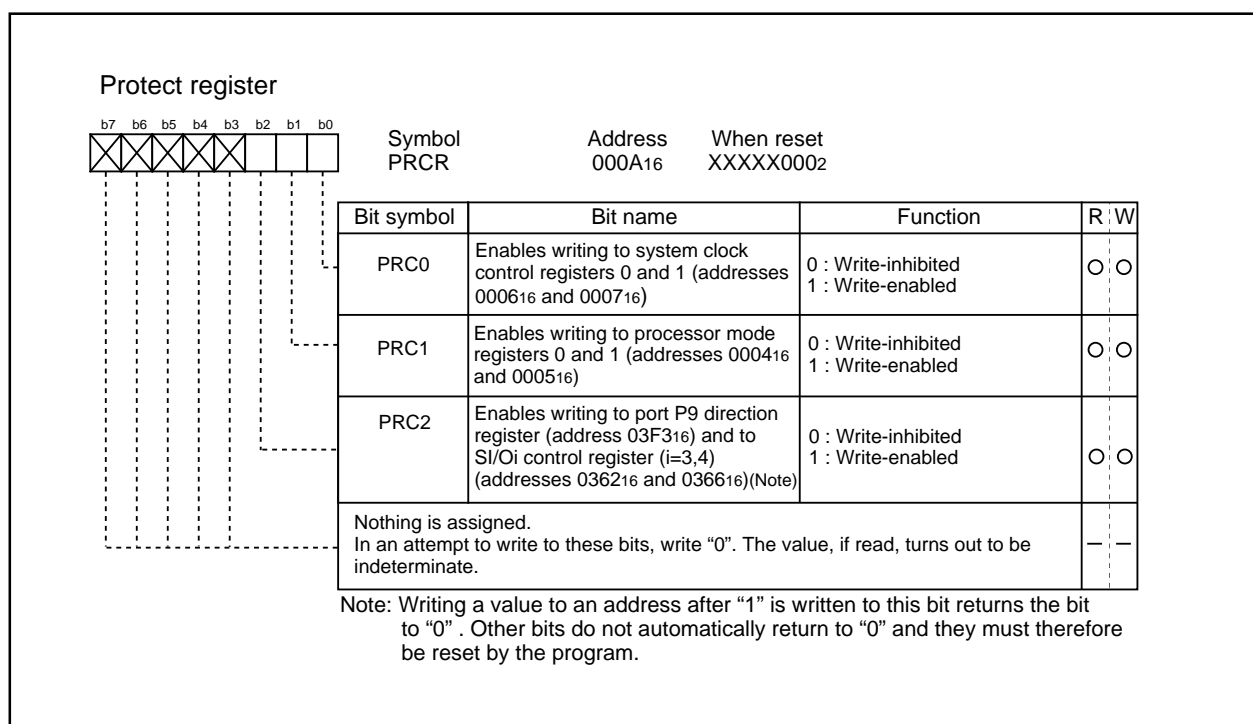 Protect register
b7 b6 b5 b4 b3 b2 b1 b0
Symbol Address When reset
PRCR 000A16 XXXXX0002
Bit symbol Bit name Function R W
PRC0 Enables writing to system clock control registers 0 and 1 (addresses 000616 and 000716) 0 : Write-inhibited 1 : Write-enabled O O
PRC1 Enables writing to processor mode registers 0 and 1 (addresses 000416 and 000516) 0 : Write-inhibited 1 : Write-enabled O O
PRC2 Enables writing to port P9 direction register (address 03F316) and to SI/Oi control register (i=3,4) (addresses 036216 and 036616)(Note) 0 : Write-inhibited 1 : Write-enabled O O
Nothing is assigned.
In an attempt to write to these bits, write “0”. The value, if read, turns out to be
indeterminate. — —
Note: Writing a value to an address after “1” is written to this bit returns the bit
to “0” . Other bits do not automatically return to “0” and they must therefore
be reset by the program.